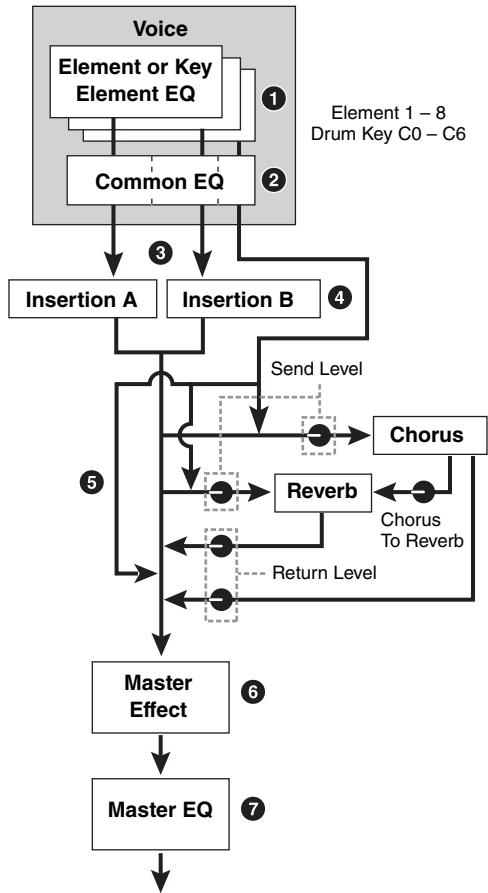 Voice
Element or Key
Element EQ
1
Element 1 – 8
Drum Key C0 – C6
Common EQ
2
3
Insertion A
Insertion B
4
Send Level
Chorus
5
Reverb
Chorus
To Reverb
Return Level
Master
Effect
6
Master EQ
7